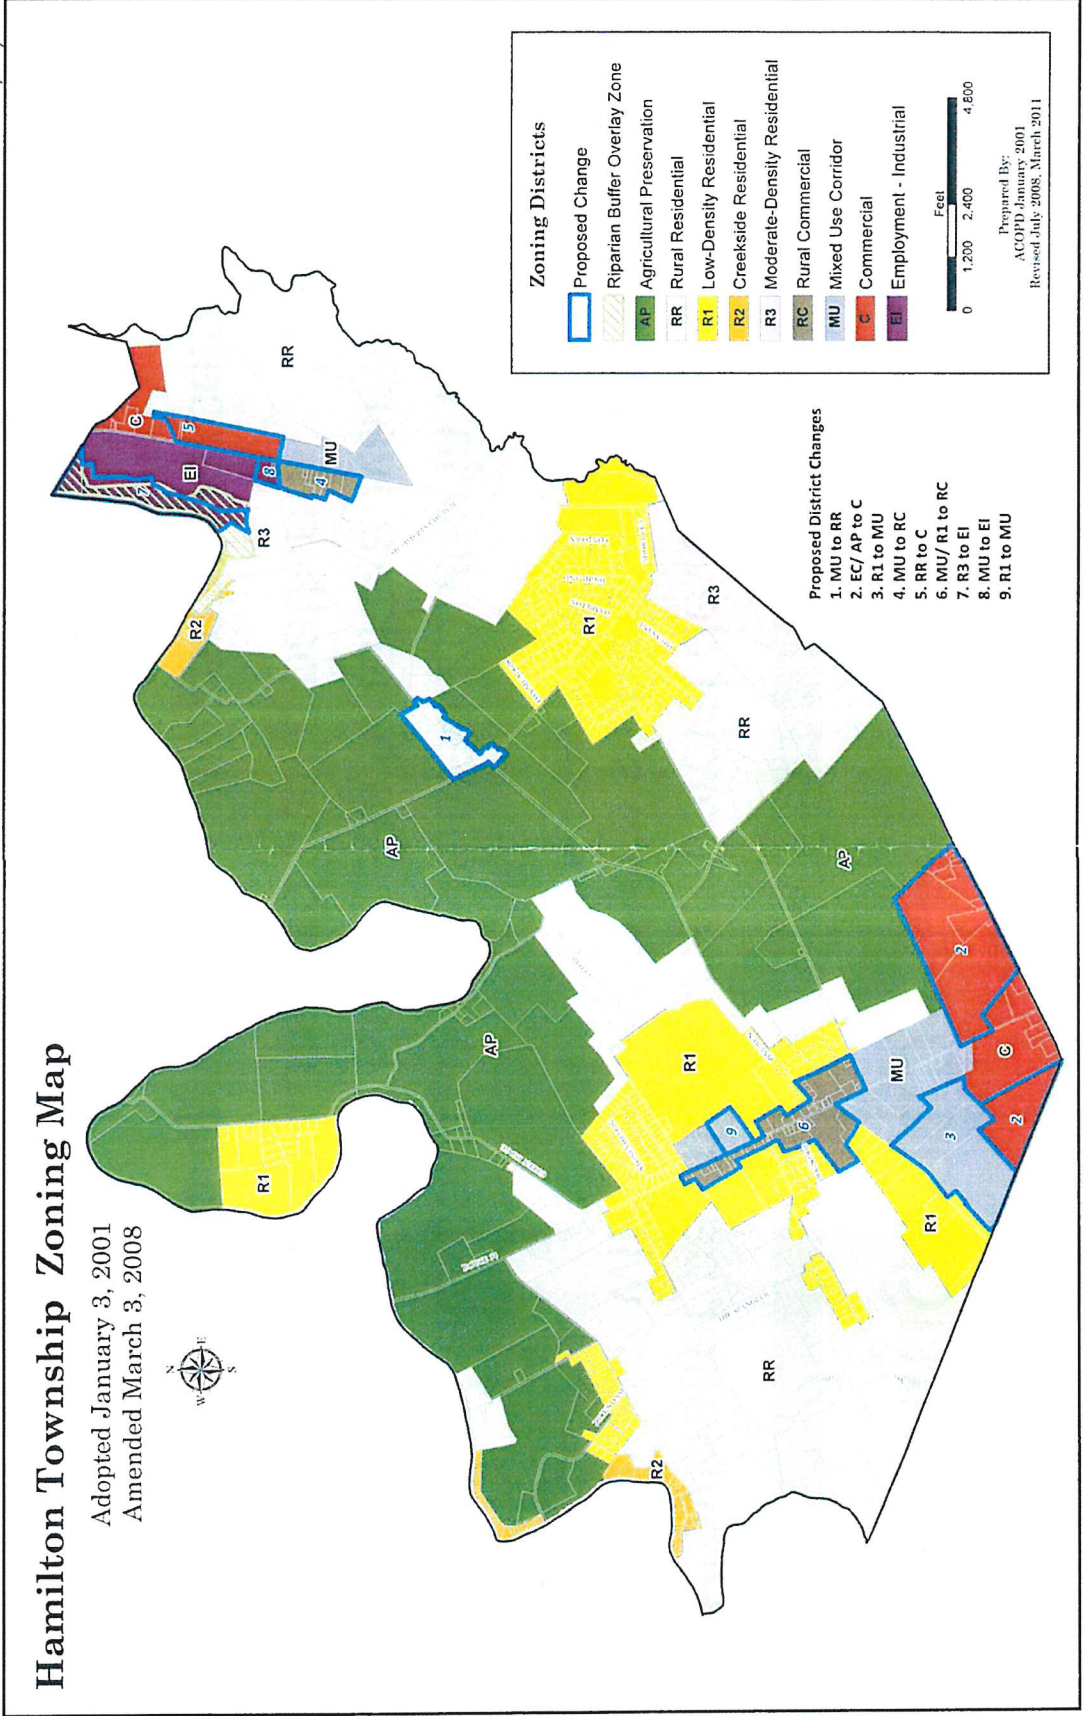 Hamilton Township Zoning Map
Adopted January 3, 2001
Amended March 3, 2008
N
W
E
S
Zoning Districts
Proposed Change
Riparian Buffer Overlay Zone
AP Agricultural Preservation
RR Rural Residential
R1 Low-Density Residential
R2 Creekside Residential
R3 Moderate-Density Residential
RC Rural Commercial
MU Mixed Use Corridor
C Commercial
EI Employment - Industrial
Feet
0 1,200 2,400 4,800
Prepared By:
ACOPD January 2001
Revised July 2008, March 2011
Proposed District Changes
1. MU to RR
2. EC/ AP to C
3. R1 to MU
4. MU to RC
5. RR to C
6. MU/ R1 to RC
7. R3 to EI
8. MU to EI
9. R1 to MU
R1
AP
AP
AP
R2
R3
EI
C
RR
MU
7
5
8
4
1
R1
R3
RR
R1
9
6
MU
2
C
2
3
R1
RR
R2